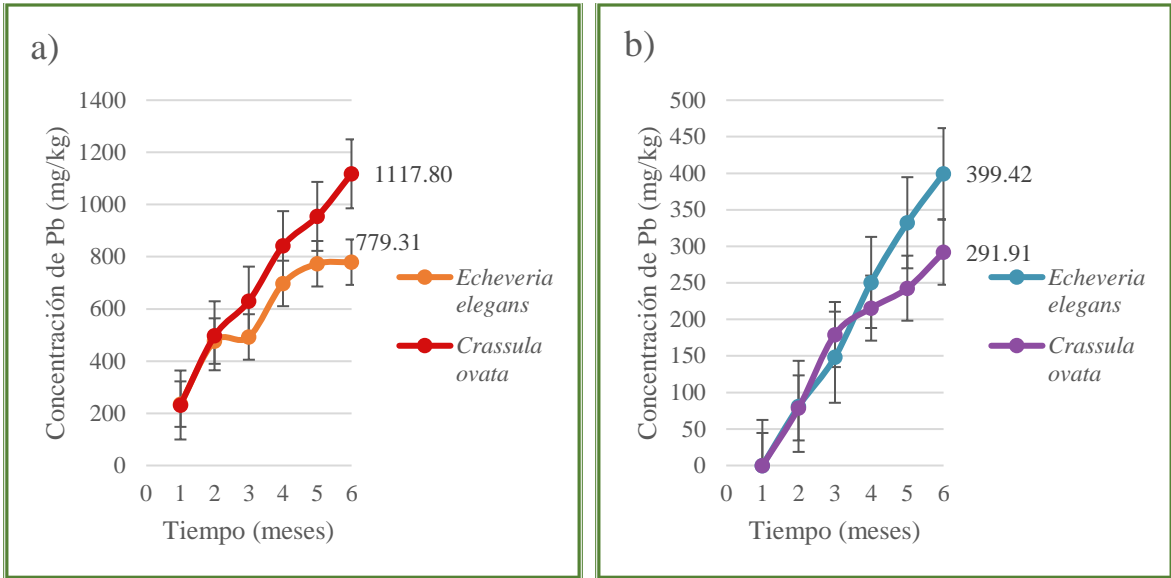 a)
Concentración de Pb (mg/kg)
1400
1200
1000
800
600
400
200
0
0 1 2 3 4 5 6
Tiempo (meses)
1117.80
779.31
Echeveria
elegans
Crassula
ovata
b)
Concentración de Pb (mg/kg)
500
450
400
350
300
250
200
150
100
50
0
0 1 2 3 4 5 6
Tiempo (meses)
399.42
291.91
Echeveria
elegans
Crassula
ovata